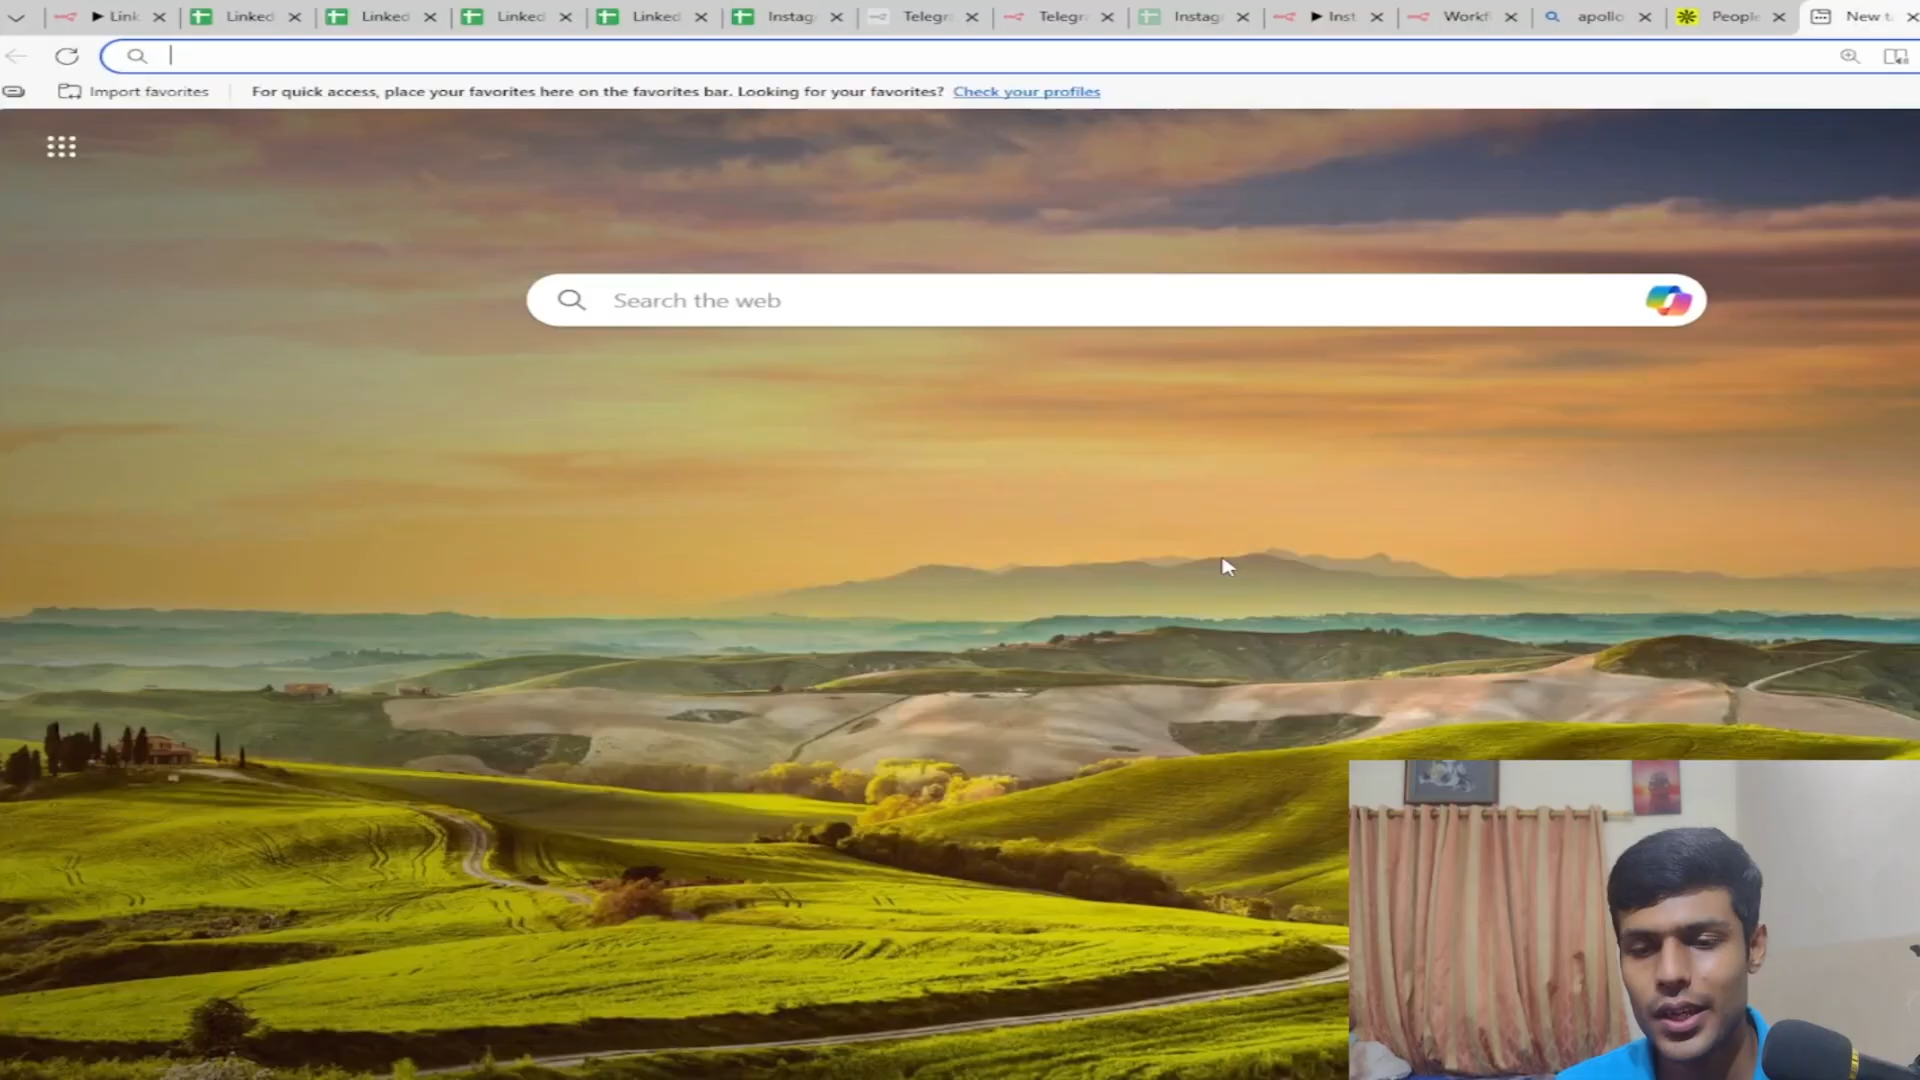 Link
Linked
Linked
Linked
Linked
Instag
Telegr
Telegr
Instag
Inst
Workf
apollo
People
New t
Import favorites
For quick access, place your favorites here on the favorites bar. Looking for your favorites? Check your profiles
Search the web